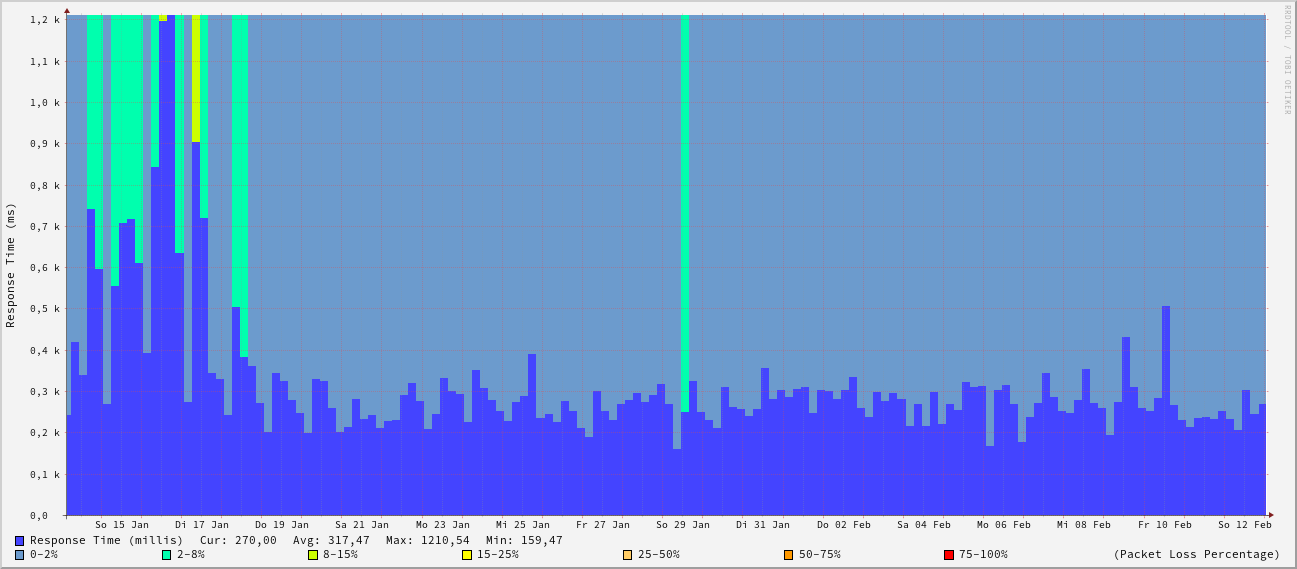 RRDTOOL / TOBI OETIKER
Response Time (ms)
1,2 k
1,1 k
1,0 k
0,9 k
0,8 k
0,7 k
0,6 k
0,5 k
0,4 k
0,3 k
0,2 k
0,1 k
0,0
So 15 Jan Di 17 Jan Do 19 Jan Sa 21 Jan Mo 23 Jan Mi 25 Jan Fr 27 Jan So 29 Jan Di 31 Jan Do 02 Feb Sa 04 Feb Mo 06 Feb Mi 08 Feb Fr 10 Feb So 12 Feb
Response Time (millis) Cur: 270,00 Avg: 317,47 Max: 1210,54 Min: 159,47
0-2% 2-8% 8-15% 15-25% 25-50% 50-75% 75-100% (Packet Loss Percentage)